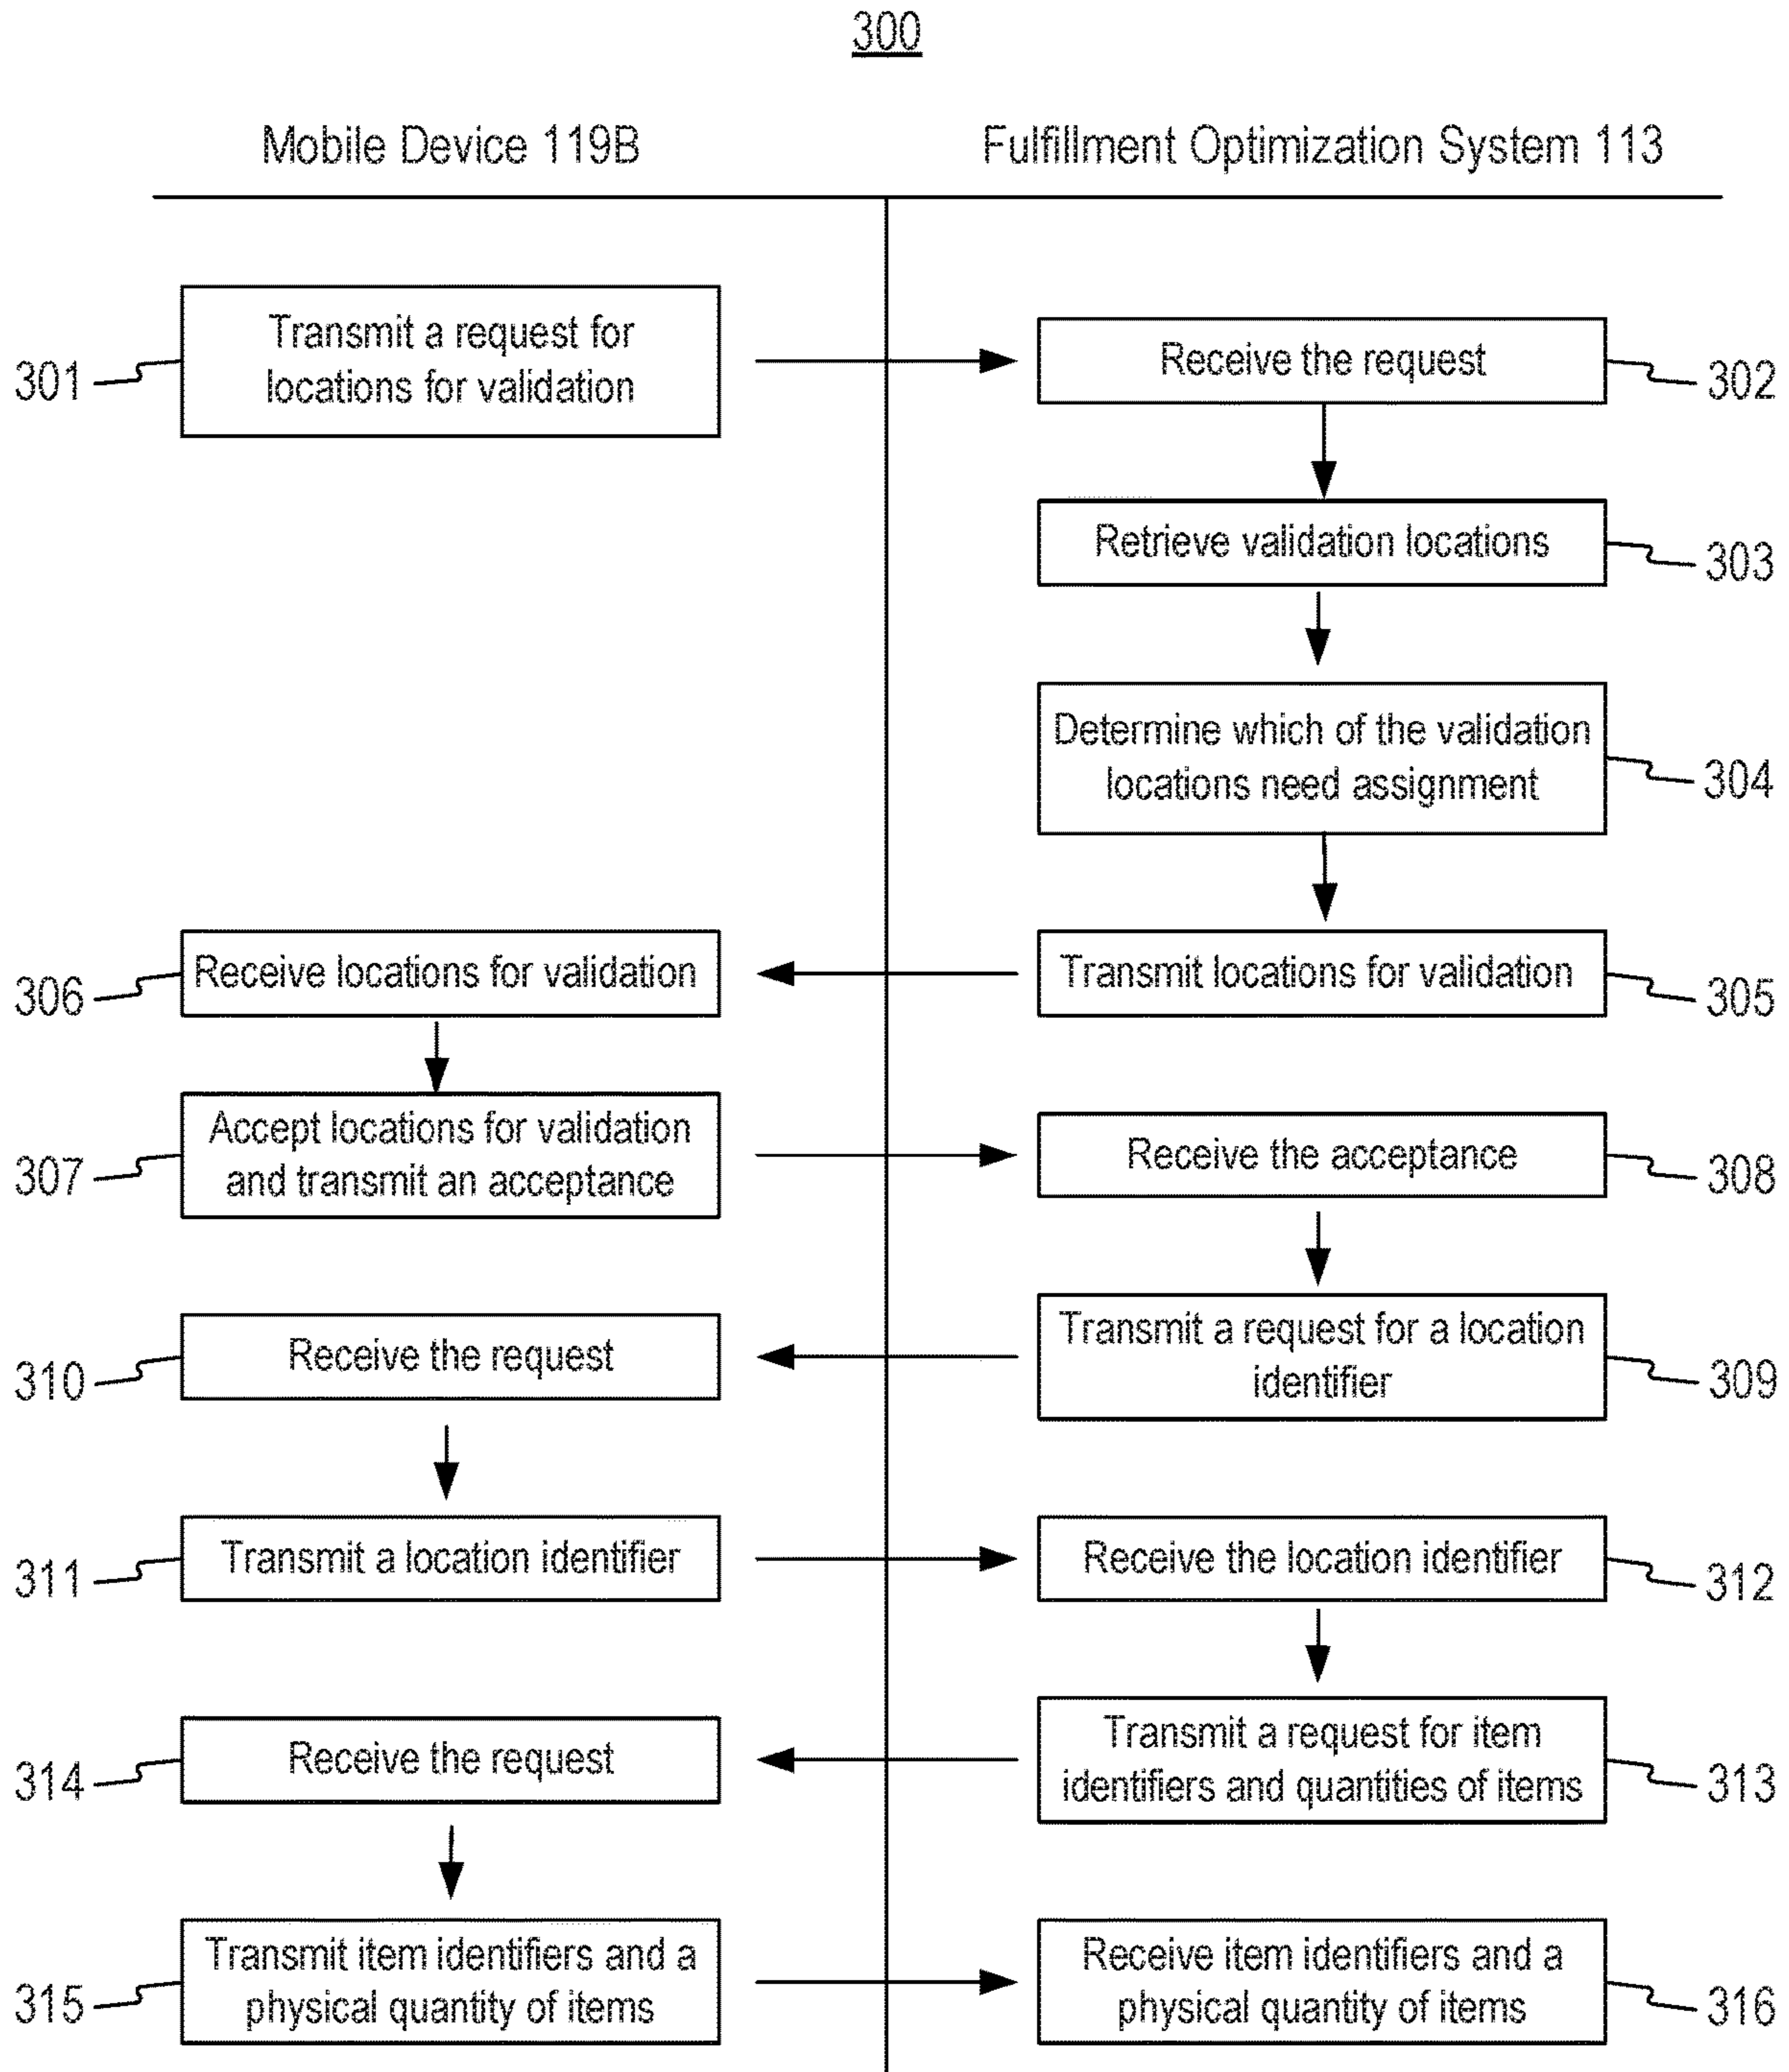 300
Mobile Device 119B
Fulfillment Optimization System 113
301
Transmit a request for
locations for validation
Receive the request
302
Retrieve validation locations
303
Determine which of the validation
locations need assignment
304
306
Receive locations for validation
Transmit locations for validation
305
307
Accept locations for validation
and transmit an acceptance
Receive the acceptance
308
310
Receive the request
Transmit a request for a location
identifier
309
311
Transmit a location identifier
Receive the location identifier
312
314
Receive the request
Transmit a request for item
identifiers and quantities of items
313
315
Transmit item identifiers and a
physical quantity of items
Receive item identifiers and a
physical quantity of items
316